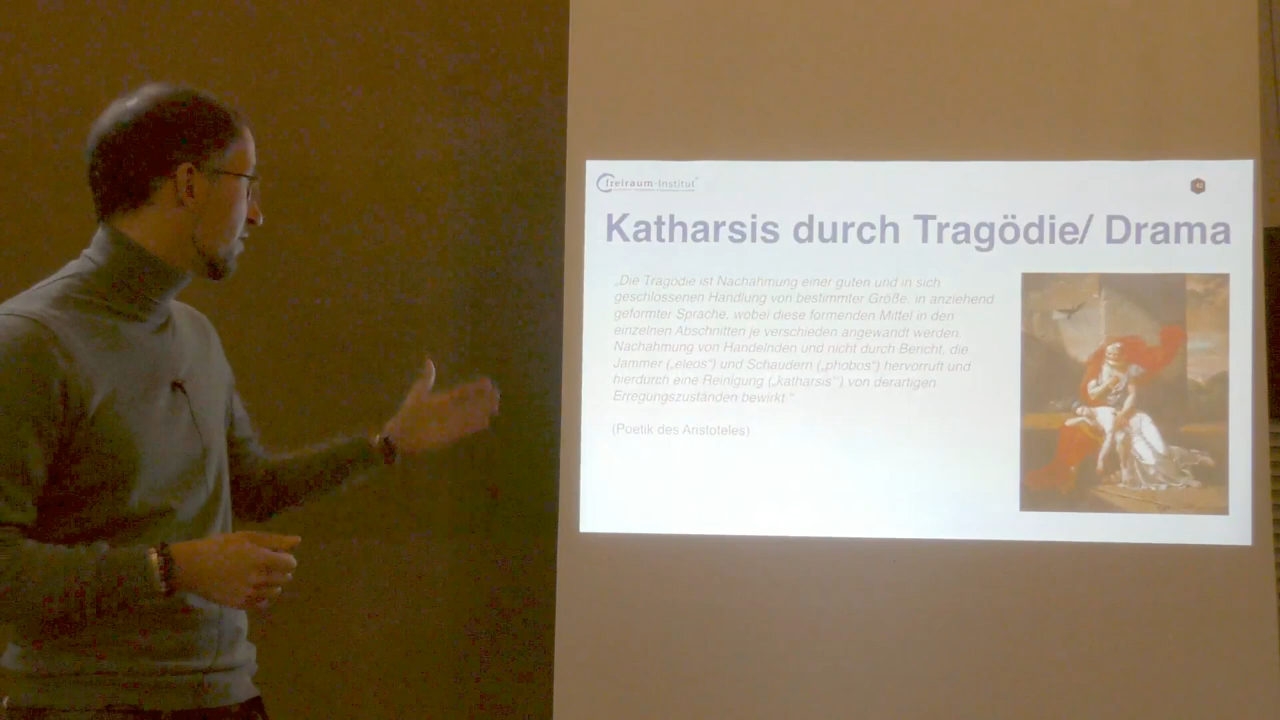 freiraum-Institut
42
Katharsis durch Tragödie/ Drama
„Die Tragödie ist Nachahmung einer guten und in sich
geschlossenen Handlung von bestimmter Größe, in anziehend
geformter Sprache, wobei diese formenden Mittel in den
einzelnen Abschnitten je verschieden angewandt werden.
Nachahmung von Handelnden und nicht durch Bericht, die
Jammer („eleos“) und Schaudern („phobos“) hervorruft und
hierdurch eine Reinigung („katharsis“) von derartigen
Erregungszuständen bewirkt.“
(Poetik des Aristoteles)